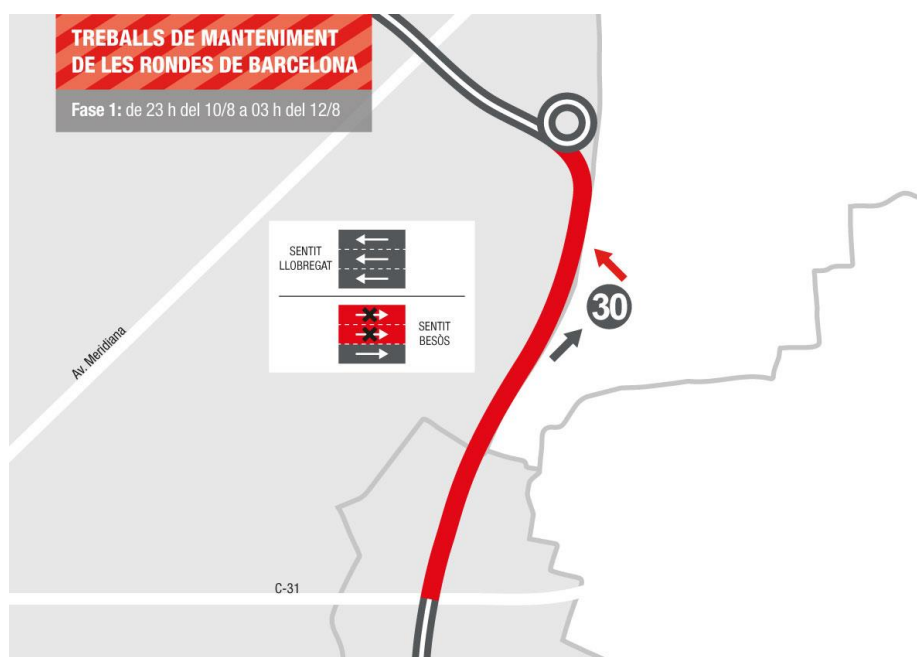 TREBALLS DE MANTENIMENT
DE LES RONDES DE BARCELONA
Fase 1: de 23 h del 10/8 a 03 h del 12/8
SENTIT
LLOBREGAT
SENTIT
BESÒS
30
Av. Meridiana
C-31